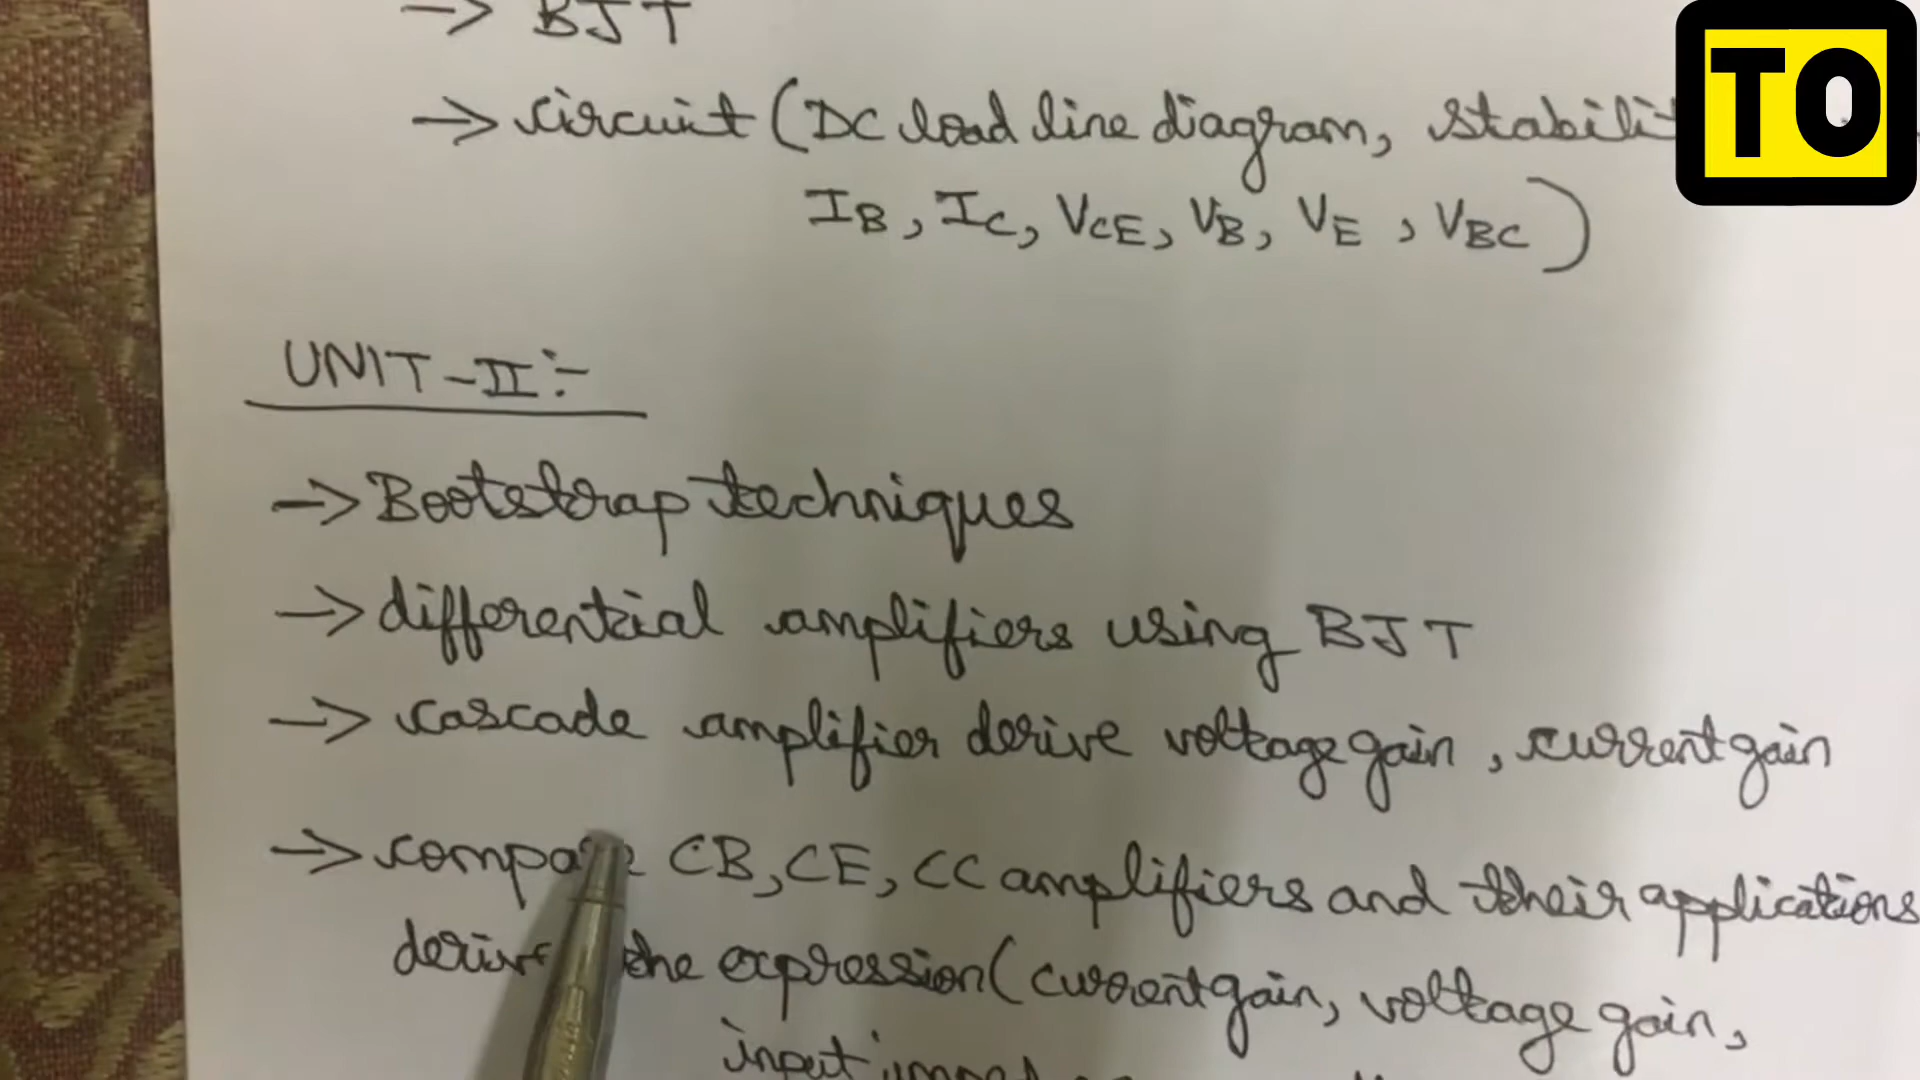 → BJT
TO
→ circuit (DC load line diagram,
IB, IC, VCE, VB, VE, VBC)
UNIT-II:-
→ Bootstrap techniques
→ differential amplifiers using BJT
→ cascade amplifier derive voltage gain, current gain
→ compare CB, CE, CC amplifiers and their applications
derive the expression (current gain, voltage gain,
input